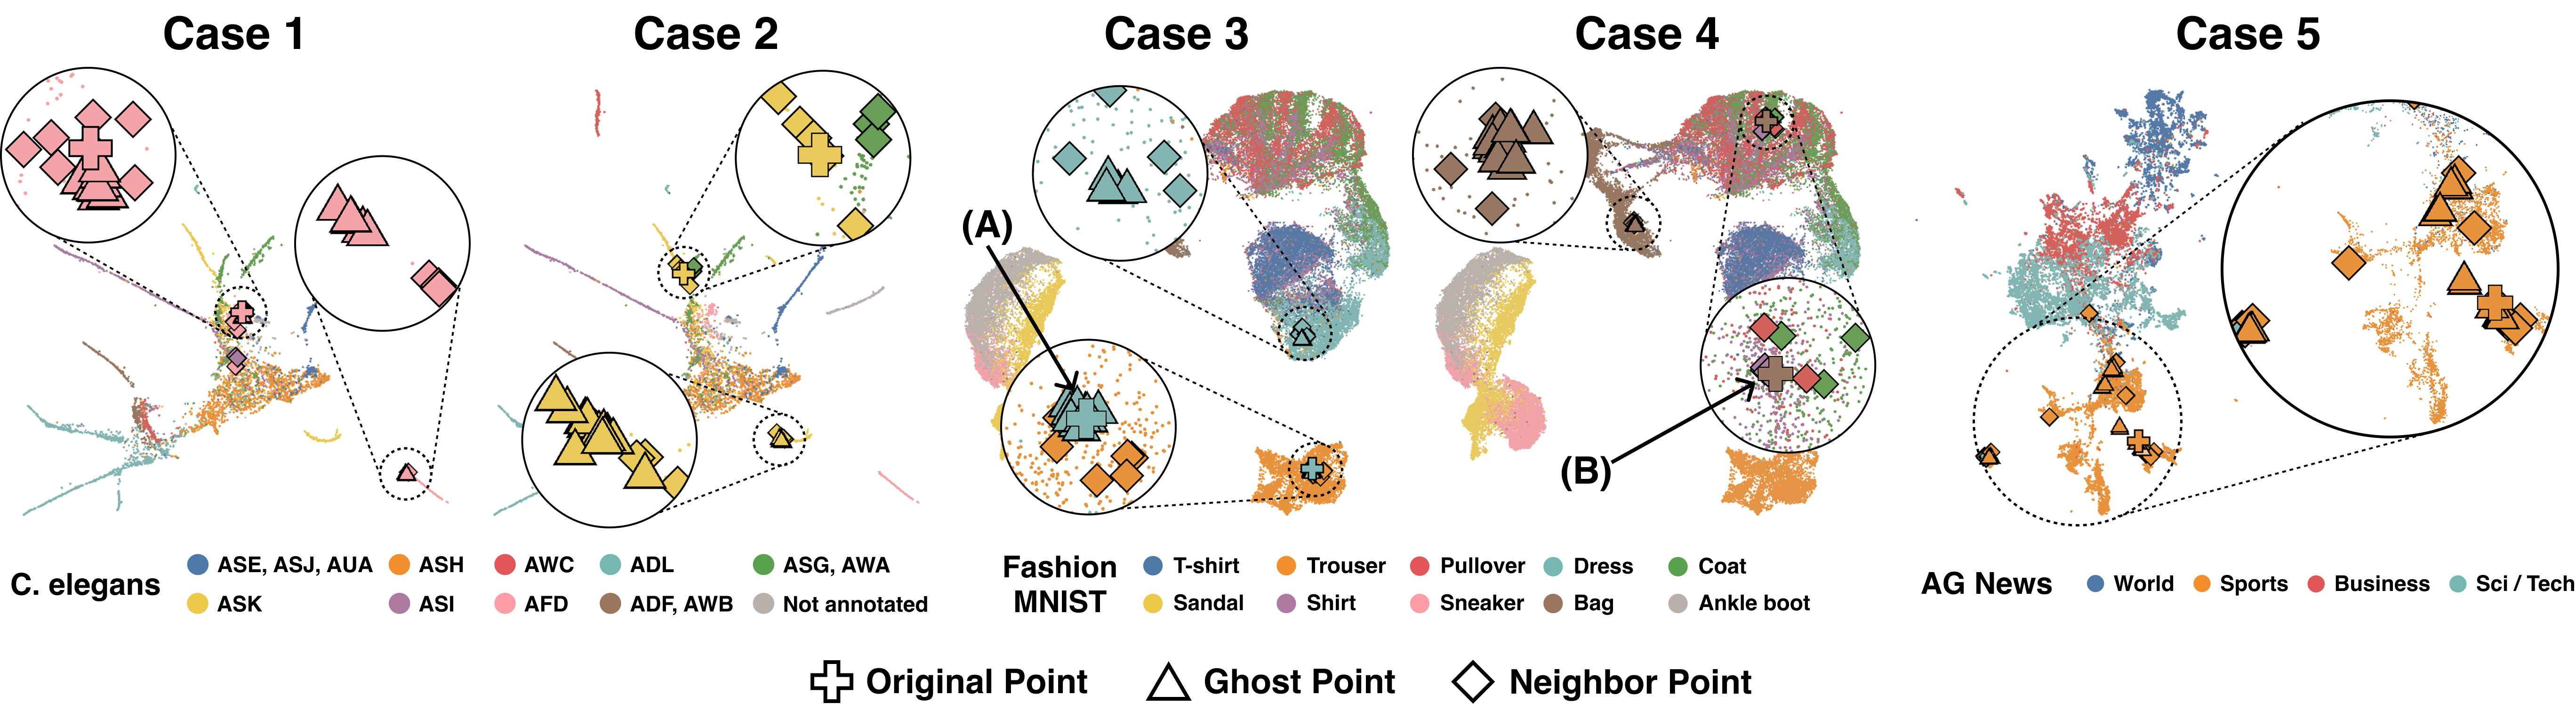 Case 1
Case 2
Case 3
Case 4
Case 5
(A)
(B)
C. elegans
ASE, ASJ, AUA
ASH
AWC
ADL
ASG, AWA
ASK
ASI
AFD
ADF, AWB
Not annotated
Fashion
MNIST
T-shirt
Trouser
Pullover
Dress
Coat
Sandal
Shirt
Sneaker
Bag
Ankle boot
AG News
World
Sports
Business
Sci / Tech
Original Point
Ghost Point
Neighbor Point